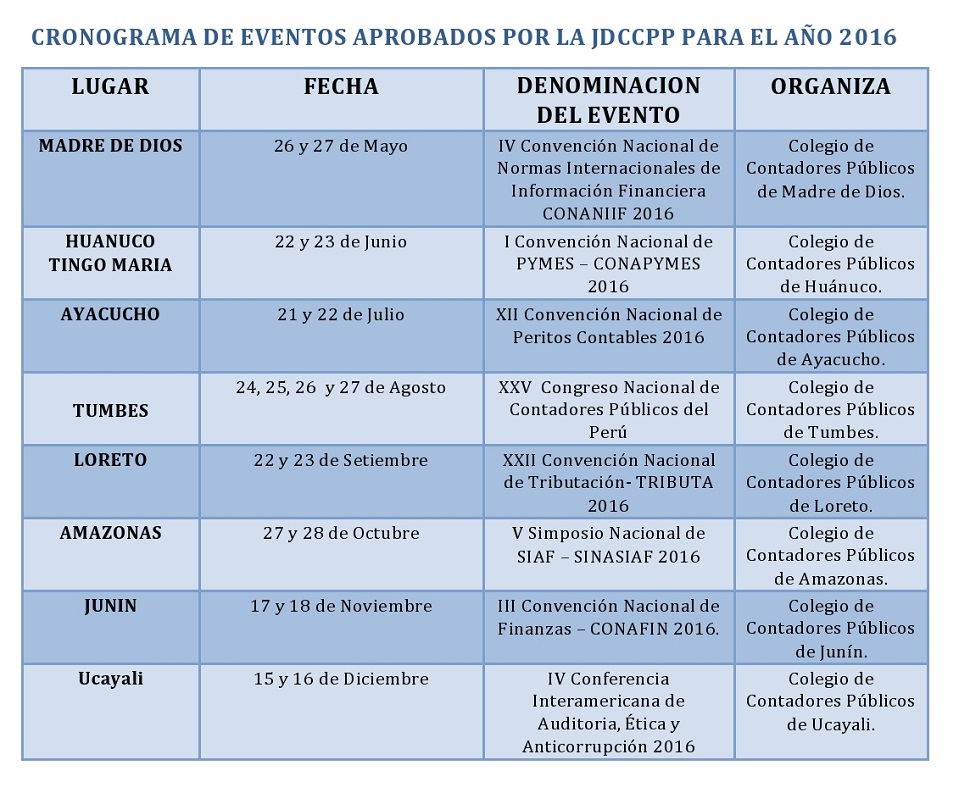 CRONOGRAMA DE EVENTOS APROBADOS POR LA JDCCPP PARA EL AÑO 2016
LUGAR
FECHA
DENOMINACION
DEL EVENTO
ORGANIZA
MADRE DE DIOS
26 y 27 de Mayo
IV Convención Nacional de
Normas Internacionales de
Información Financiera
CONANIIF 2016
Colegio de
Contadores Públicos
de Madre de Dios.
HUANUCO
TINGO MARIA
22 y 23 de Junio
I Convención Nacional de
PYMES – CONAPYMES
2016
Colegio de
Contadores Públicos
de Huánuco.
AYACUCHO
21 y 22 de Julio
XII Convención Nacional de
Peritos Contables 2016
Colegio de
Contadores Públicos
de Ayacucho.
TUMBES
24, 25, 26 y 27 de Agosto
XXV Congreso Nacional de
Contadores Públicos del
Perú
Colegio de
Contadores Públicos
de Tumbes.
LORETO
22 y 23 de Setiembre
XXII Convención Nacional
de Tributación- TRIBUTA
2016
Colegio de
Contadores Públicos
de Loreto.
AMAZONAS
27 y 28 de Octubre
V Simposio Nacional de
SIAF – SINASIAF 2016
Colegio de
Contadores Públicos
de Amazonas.
JUNIN
17 y 18 de Noviembre
III Convención Nacional de
Finanzas – CONAFIN 2016.
Colegio de
Contadores Públicos
de Junín.
Ucayali
15 y 16 de Diciembre
IV Conferencia
Interamericana de
Auditoria, Ética y
Anticorrupción 2016
Colegio de
Contadores Públicos
de Ucayali.